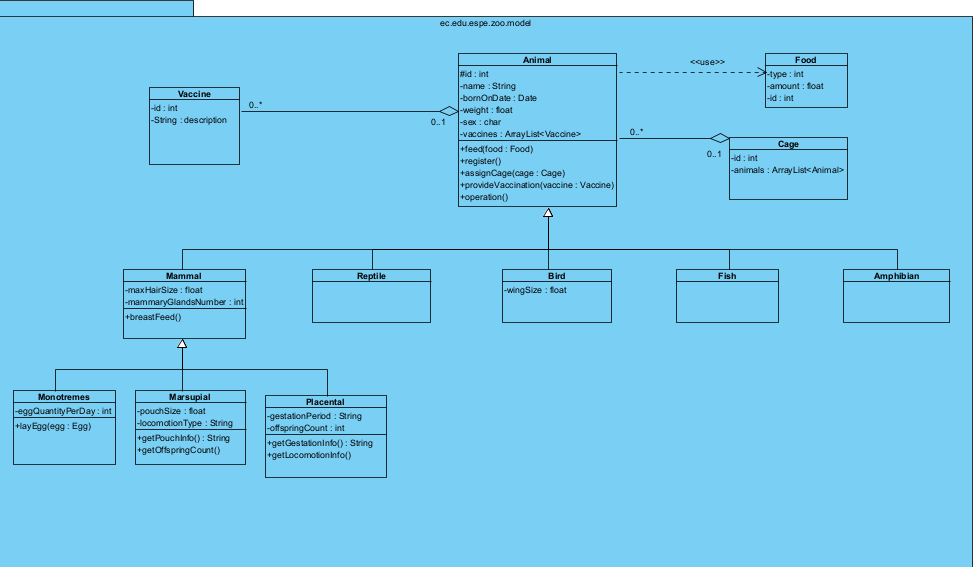 ec.edu.espe.zoo.model
Animal
#id : int
-name : String
-bornOnDate : Date
-weight : float
-sex : char
-vaccines : ArrayList<Vaccine>
+feed(food : Food)
+register()
+assignCage(cage : Cage)
+provideVaccination(vaccine : Vaccine)
+operation()
<<use>>
Food
-type : int
-amount : float
-id : int
Vaccine
-id : int
-String : description
0..*
0..1
0..*
0..1
Cage
-id : int
-animals : ArrayList<Animal>
Mammal
-maxHairSize : float
-mammaryGlandsNumber : int
+breastFeed()
Reptile
Bird
-wingSize : float
Fish
Amphibian
Monotremes
-eggQuantityPerDay : int
+layEgg(egg : Egg)
Marsupial
-pouchSize : float
-locomotionType : String
+getPouchInfo() : String
+getOffspringCount()
Placental
-gestationPeriod : String
-offspringCount : int
+getGestationInfo() : String
+getLocomotionInfo()